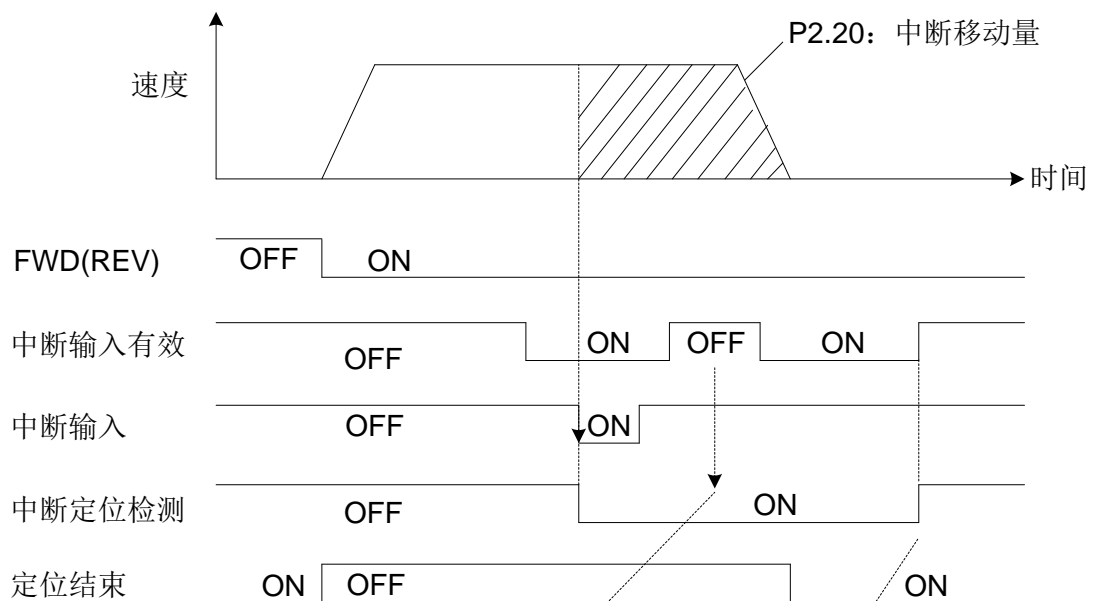 P2.20：中断移动量
速度
时间
FWD(REV) OFF ON
中断输入有效 OFF ON OFF ON
中断输入 OFF ON
中断定位检测 OFF ON
定位结束 ON OFF ON